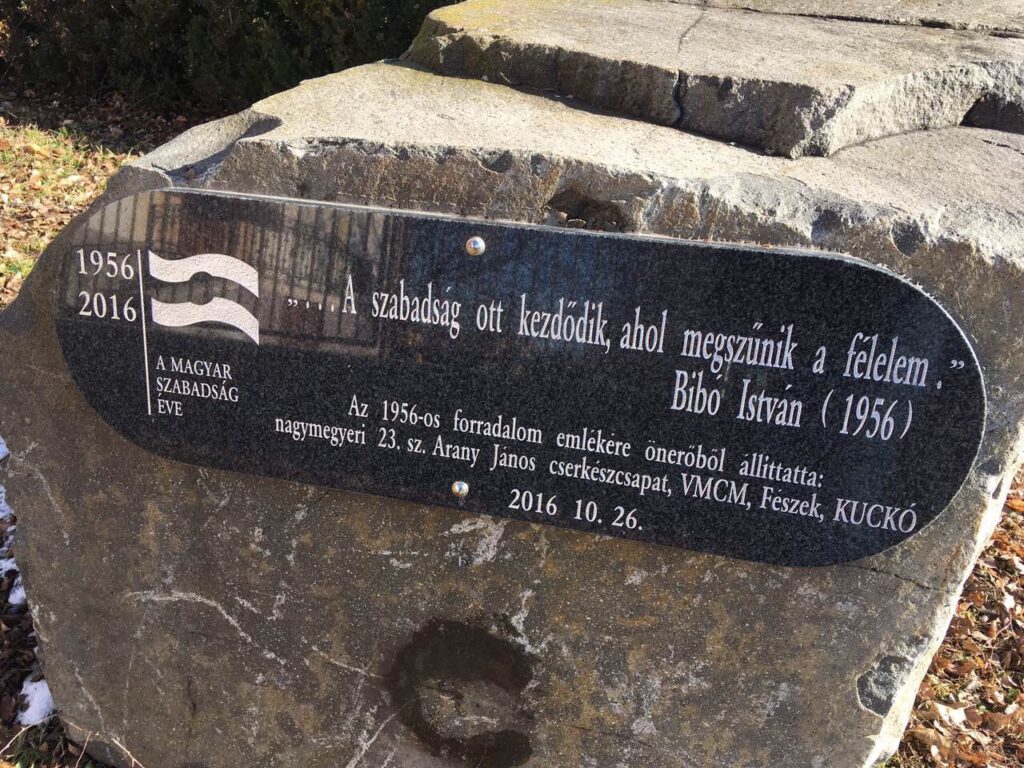 1956
2016
A MAGYAR
SZABADSÁG
ÉVE
”...A szabadság ott kezdődik, ahol megszűnik a félelem.”
Bibó István (1956)
Az 1956-os forradalom emlékére önerőből állíttatta:
nagymegyeri 23. sz. Arany János cserkészcsapat, VMCM, Fészek, KUCKÓ
2016 10. 26.